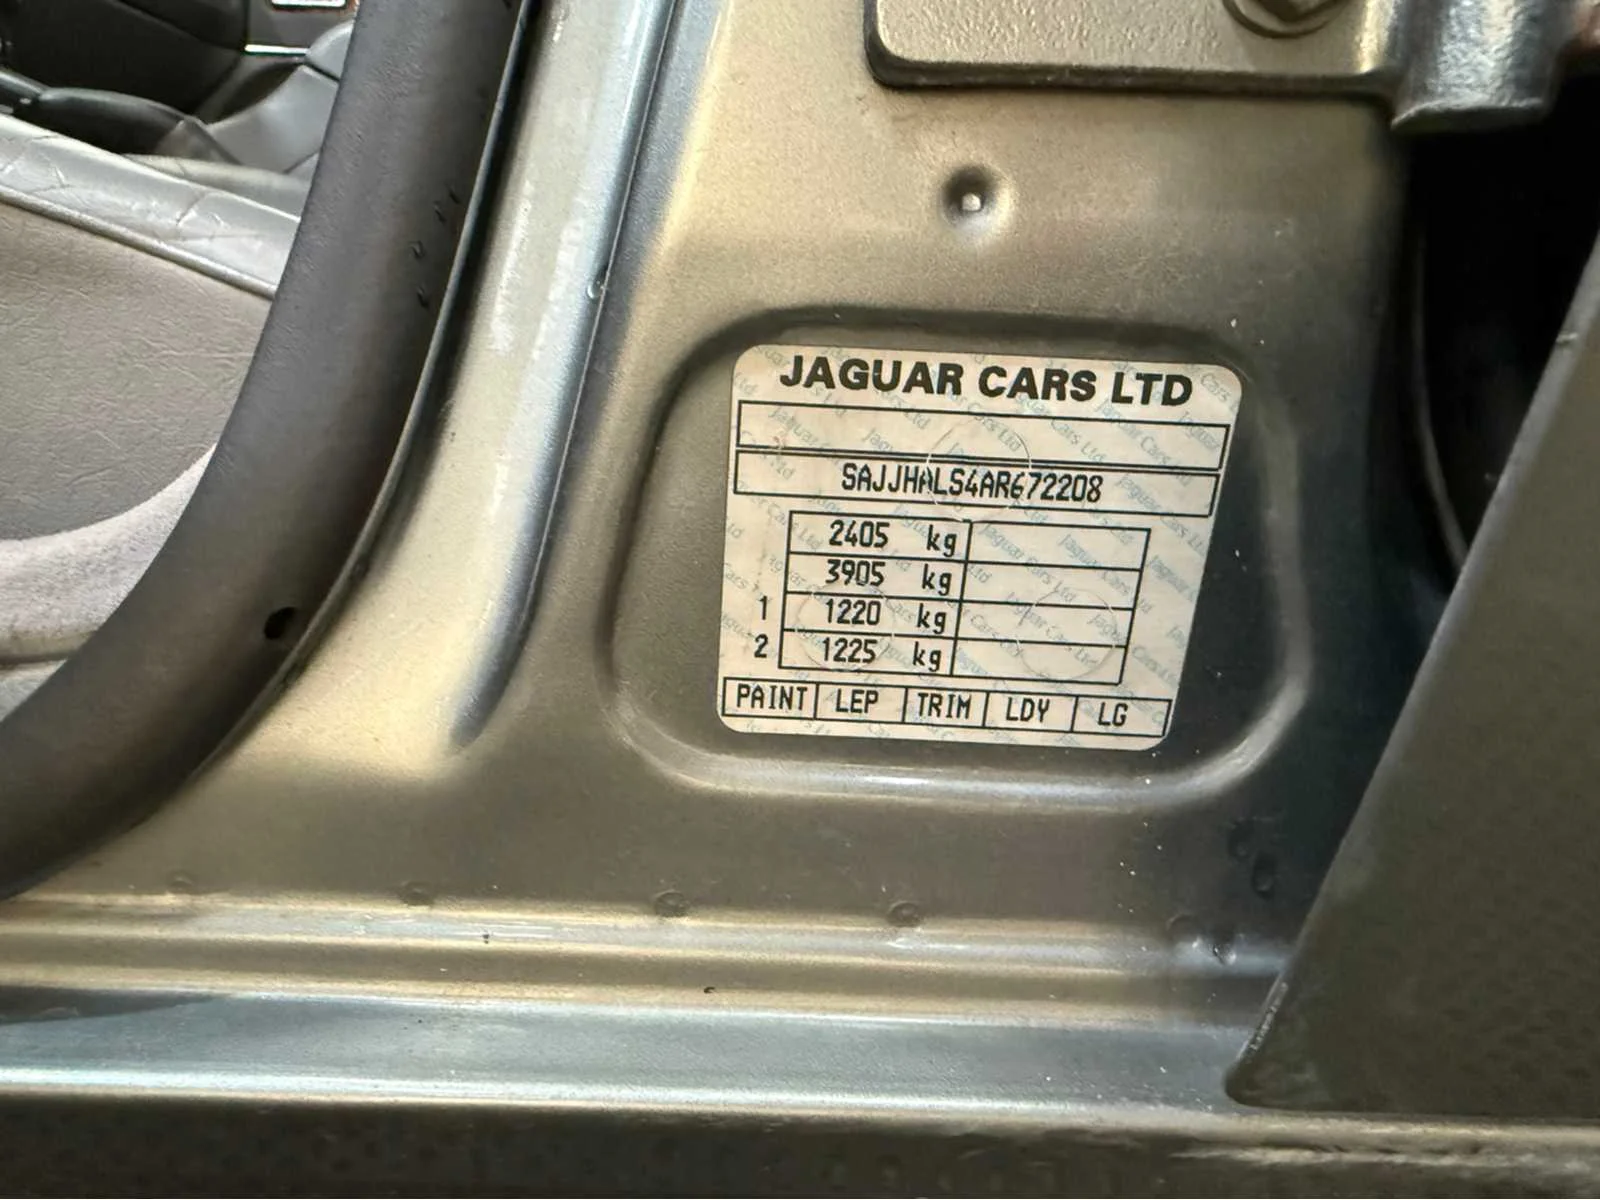 JAGUAR CARS LTD
SAJJHALS4AR672208
2405 kg
3905 kg
1 1220 kg
2 1225 kg
PAINT LEP TRIM LDY LG